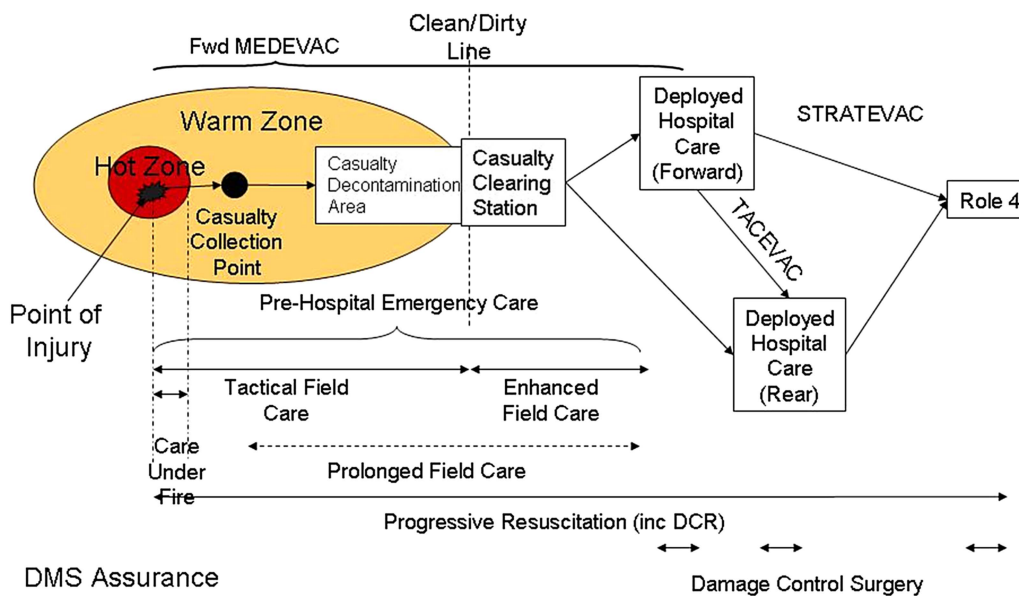 Clean/Dirty
Line
Fwd MEDEVAC
Warm Zone
Hot Zone
Casualty
Collection
Point
Casualty
Decontamination
Area
Casualty
Clearing
Station
Deployed
Hospital
Care
(Forward)
STRATEVAC
TACEVAC
Role 4
Deployed
Hospital
Care
(Rear)
Point of
Injury
Pre-Hospital Emergency Care
Tactical Field
Care
Enhanced
Field Care
Care
Under
Fire
Prolonged Field Care
Progressive Resuscitation (inc DCR)
Damage Control Surgery
DMS Assurance